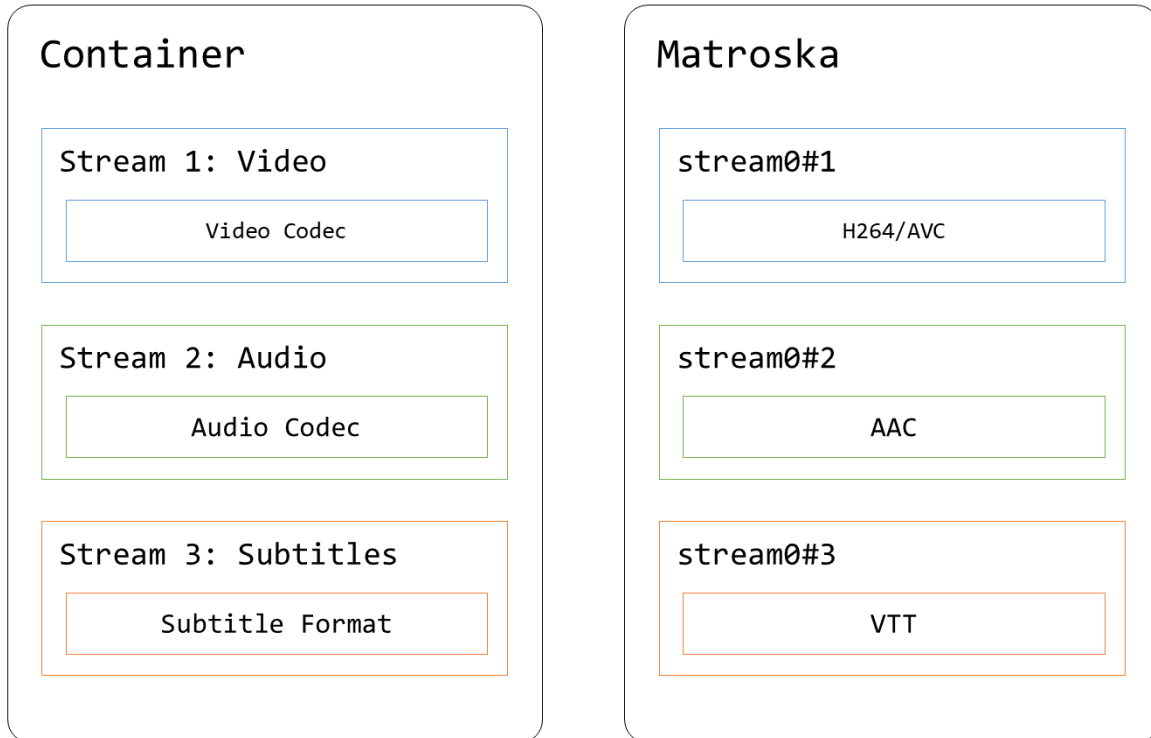 Container
Stream 1: Video
Video Codec
Stream 2: Audio
Audio Codec
Stream 3: Subtitles
Subtitle Format
Matroska
stream0#1
H264/AVC
stream0#2
AAC
stream0#3
VTT